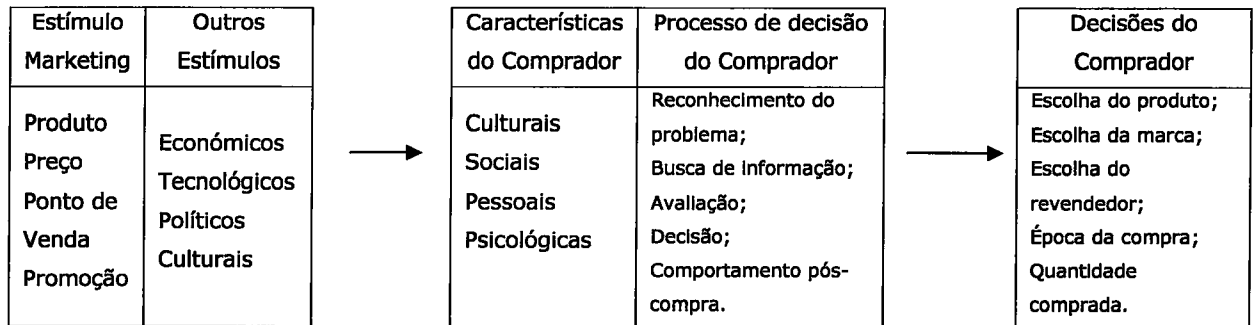 Estímulo
Marketing
Outros
Estímulos
Produto
Preço
Ponto de
Venda
Promoção
Económicos
Tecnológicos
Políticos
Culturais
Características
do Comprador
Processo de decisão
do Comprador
Culturais
Sociais
Pessoais
Psicológicas
Reconhecimento do
problema;
Busca de informação;
Avaliação;
Decisão;
Comportamento pós-
compra.
Decisões do
Comprador
Escolha do produto;
Escolha da marca;
Escolha do
revendedor;
Época da compra;
Quantidade
comprada.